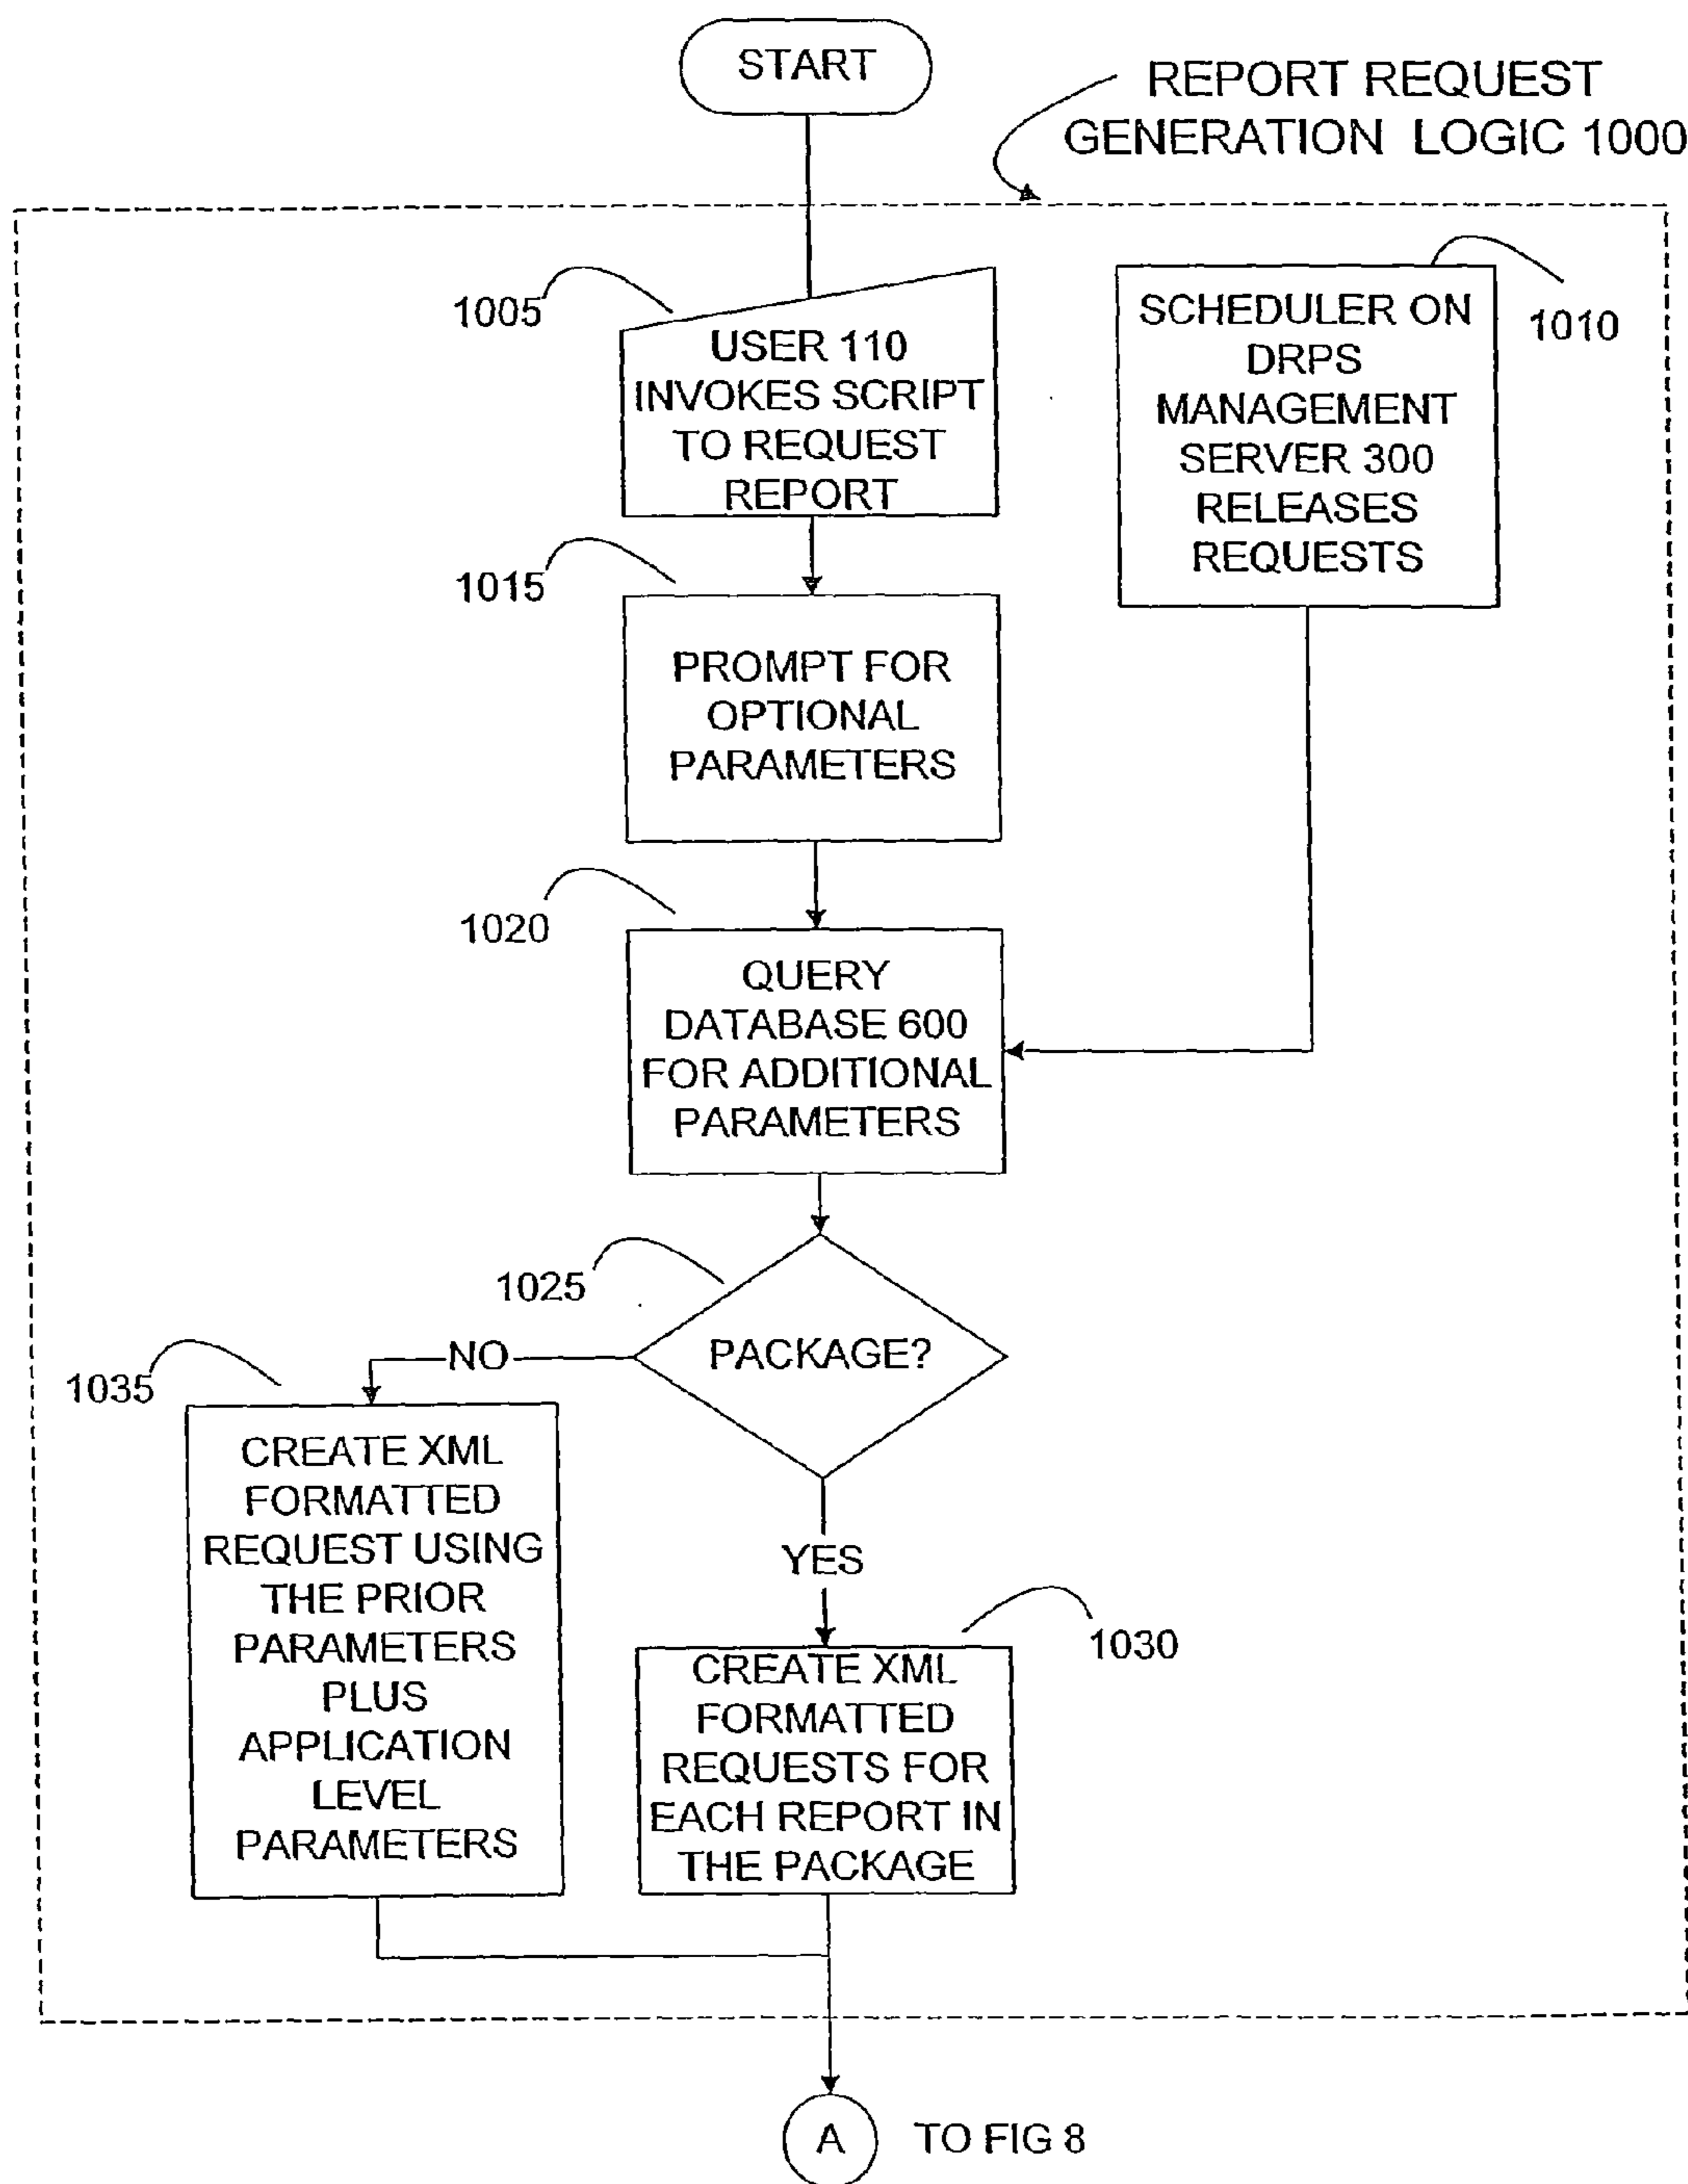 START
REPORT REQUEST
GENERATION LOGIC 1000
1005
USER 110
INVOKES SCRIPT
TO REQUEST
REPORT
SCHEDULER ON
DRPS
MANAGEMENT
SERVER 300
RELEASES
REQUESTS
1010
1015
PROMPT FOR
OPTIONAL
PARAMETERS
1020
QUERY
DATABASE 600
FOR ADDITIONAL
PARAMETERS
1025
PACKAGE?
NO
YES
1035
CREATE XML
FORMATTED
REQUEST USING
THE PRIOR
PARAMETERS
PLUS
APPLICATION
LEVEL
PARAMETERS
1030
CREATE XML
FORMATTED
REQUESTS FOR
EACH REPORT IN
THE PACKAGE
A
TO FIG 8